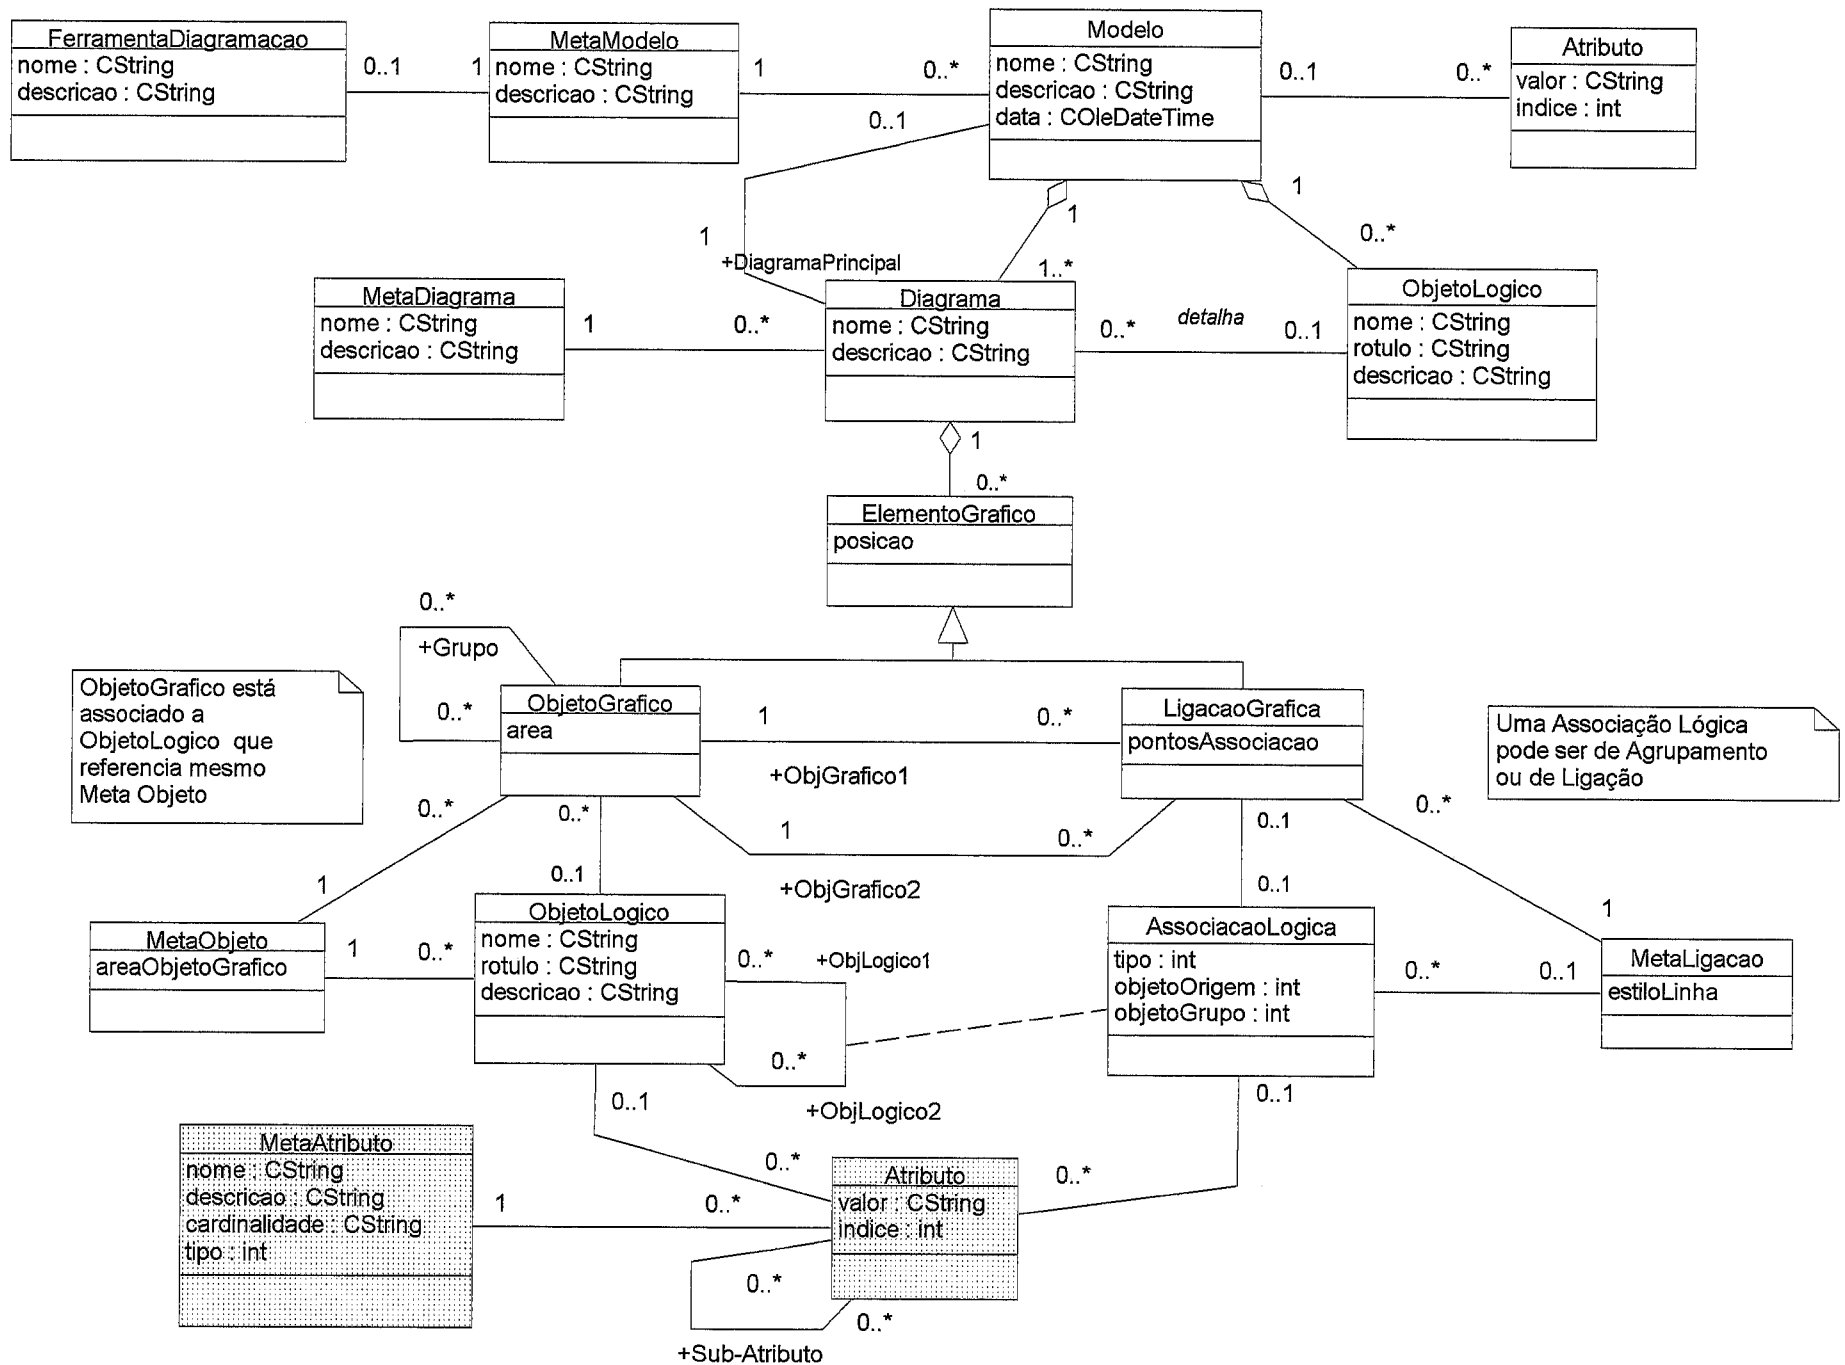 FerramentaDiagramacao
nome : CString
descricao : CString
0..1
1
MetaModelo
nome : CString
descricao : CString
1
0..*
Modelo
nome : CString
descricao : CString
data : COleDateTime
0..1
0..*
Atributo
valor : CString
indice : int
0..1
1
+DiagramaPrincipal
1
1..*
1
0..*
MetaDiagrama
nome : CString
descricao : CString
1
0..*
Diagrama
nome : CString
descricao : CString
0..*
detalha
0..1
ObjetoLogico
nome : CString
rotulo : CString
descricao : CString
1
0..*
ElementoGrafico
posicao
0..*
+Grupo
0..*
ObjetoGrafico está
associado a
ObjetoLogico que
referencia mesmo
Meta Objeto
ObjetoGrafico
area
1
0..*
+ObjGrafico1
LigacaoGrafica
pontosAssociacao
Uma Associação Lógica
pode ser de Agrupamento
ou de Ligação
0..*
1
0..*
0..1
1
0..*
+ObjGrafico2
0..1
0..1
0..*
1
MetaObjeto
areaObjetoGrafico
1
0..*
ObjetoLogico
nome : CString
rotulo : CString
descricao : CString
0..*
+ObjLogico1
0..*
+ObjLogico2
AssociacaoLogica
tipo : int
objetoOrigem : int
objetoGrupo : int
0..*
0..1
MetaLigacao
estiloLinha
0..1
0..*
0..1
0..*
MetaAtributo
nome : CString
descricao : CString
cardinalidade : CString
tipo : int
1
0..*
Atributo
valor : CString
indice : int
0..*
0..*
+Sub-Atributo